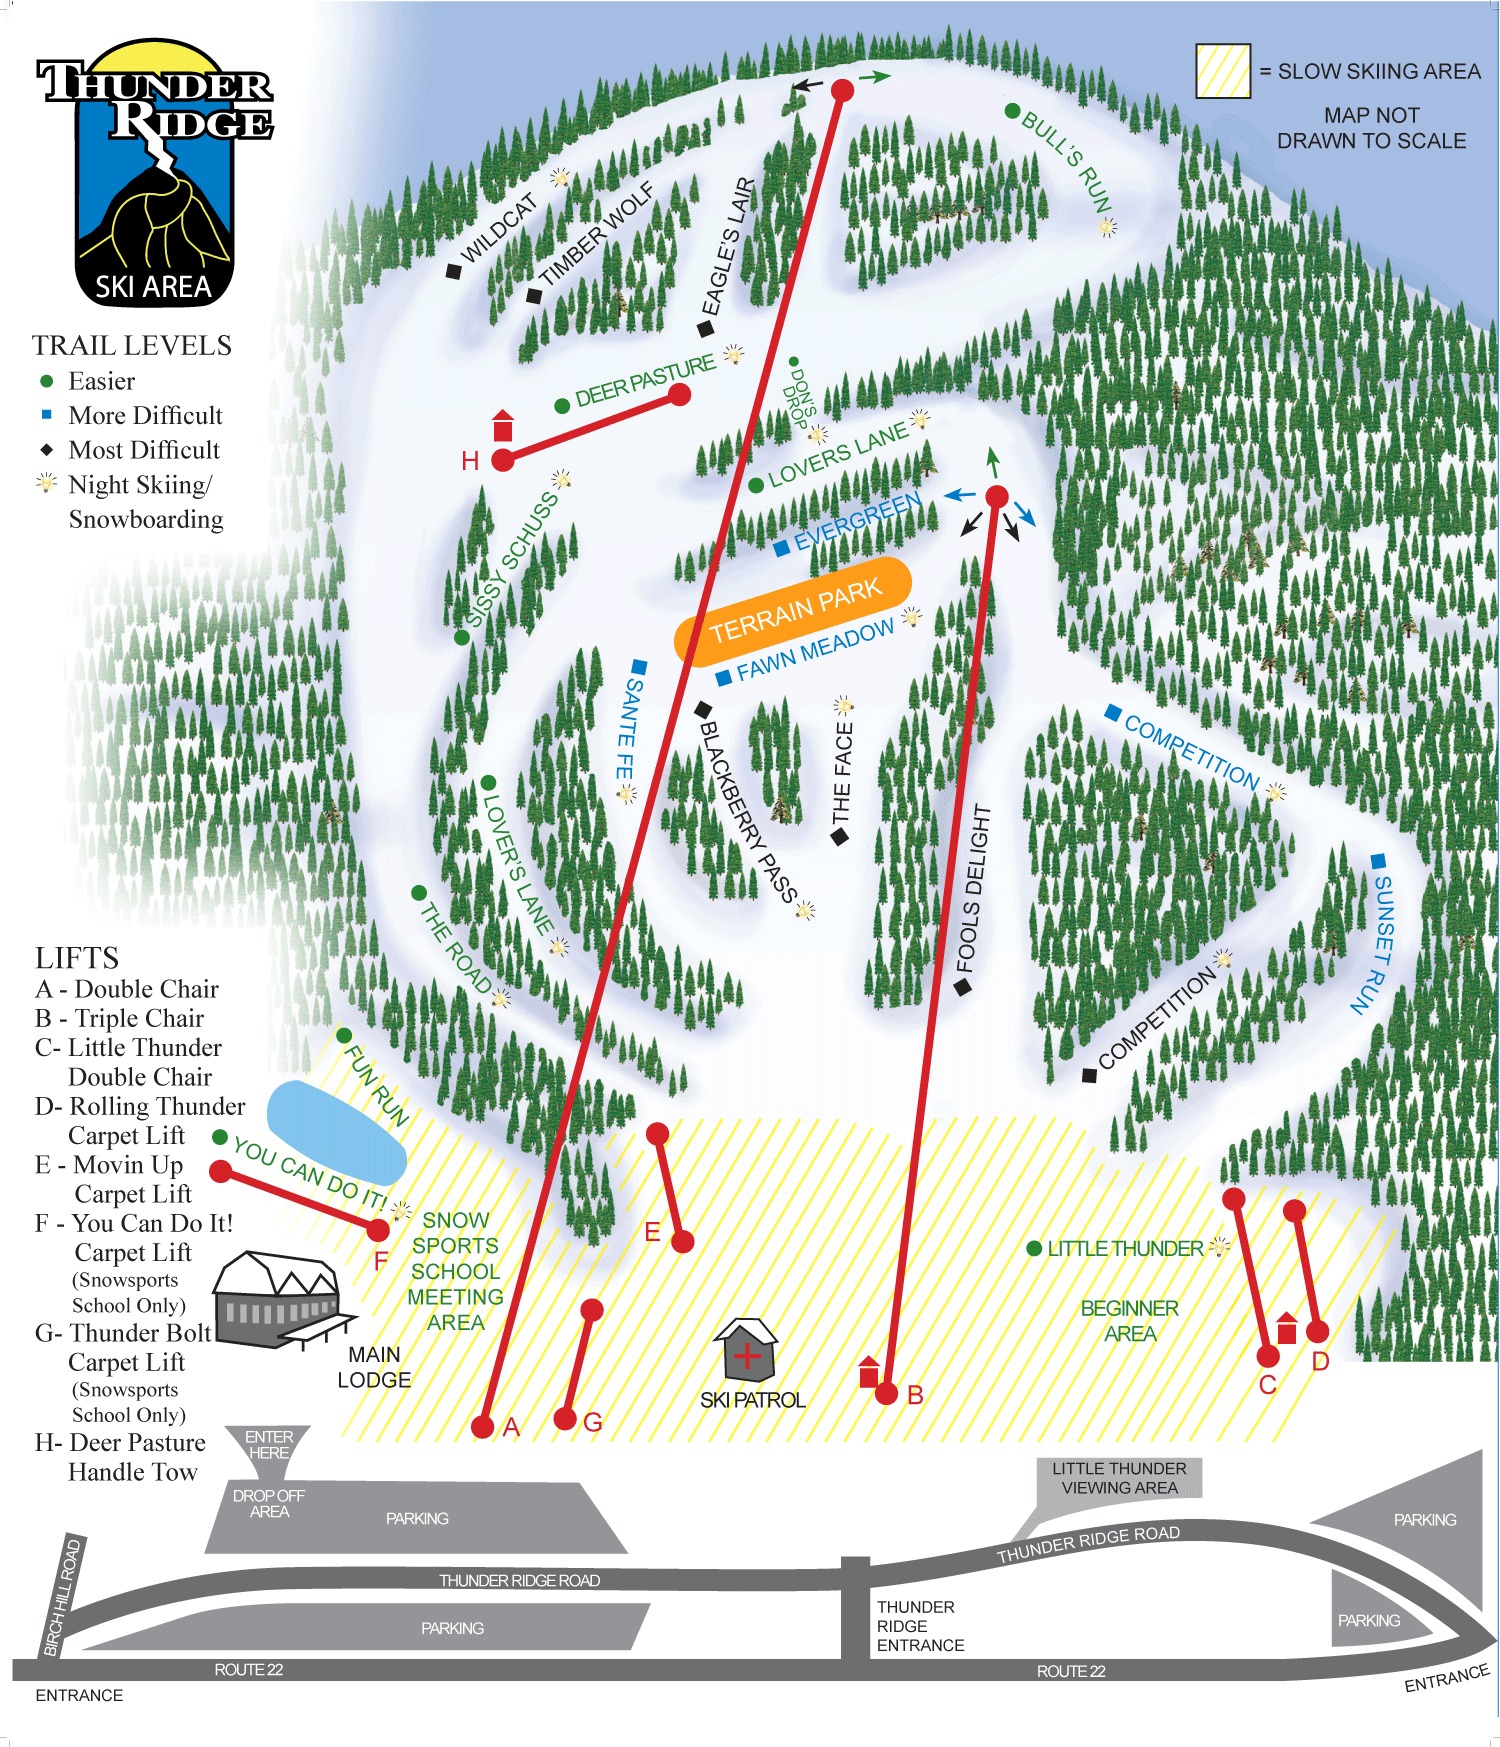 THUNDER
RIDGE
SKI AREA
= SLOW SKIING AREA
MAP NOT
DRAWN TO SCALE
TRAIL LEVELS
Easier
More Difficult
Most Difficult
Night Skiing/
Snowboarding
BULL'S RUN
WILDCAT
TIMBER WOLF
EAGLE'S LAIR
DEER PASTURE
DON'S
DROP
H
LOVERS LANE
EVERGREEN
SISSY SCHUSS
TERRAIN PARK
FAWN MEADOW
SANTE FE
BLACKBERRY PASS
THE FACE
COMPETITION
LOVER'S LANE
FOOLS DELIGHT
SUNSET RUN
THE ROAD
COMPETITION
LIFTS
A - Double Chair
B - Triple Chair
C- Little Thunder
Double Chair
D- Rolling Thunder
Carpet Lift
E - Movin Up
Carpet Lift
F - You Can Do It!
Carpet Lift
(Snowsports
School Only)
G- Thunder Bolt
Carpet Lift
(Snowsports
School Only)
H- Deer Pasture
Handle Tow
FUN RUN
YOU CAN DO IT!
F
SNOW
SPORTS
SCHOOL
MEETING
AREA
E
LITTLE THUNDER
BEGINNER
AREA
MAIN
LODGE
SKI PATROL
A
G
B
C
D
ENTER
HERE
DROP OFF
AREA
PARKING
LITTLE THUNDER
VIEWING AREA
PARKING
THUNDER RIDGE ROAD
THUNDER RIDGE ROAD
BIRCH HILL ROAD
PARKING
THUNDER
RIDGE
ENTRANCE
PARKING
ROUTE 22
ROUTE 22
ENTRANCE
ENTRANCE